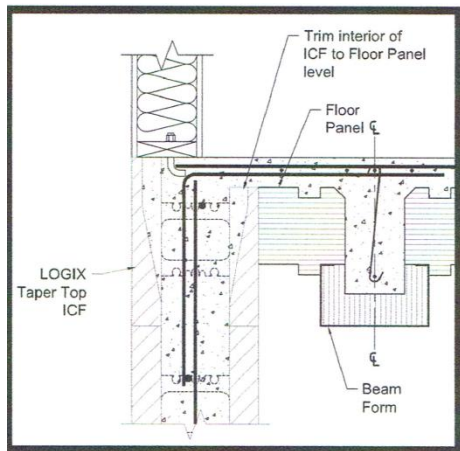 Trim interior of
ICF to Floor Panel
level
Floor
Panel
℄
LOGIX
Taper Top
ICF
℄
Beam
Form